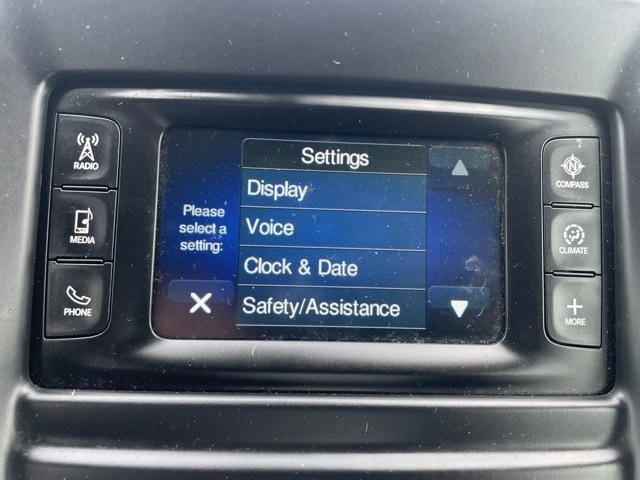 Settings
Display
Voice
Clock & Date
Safety/Assistance
Please
select a
setting:
RADIO
MEDIA
PHONE
N
COMPASS
CLIMATE
MORE